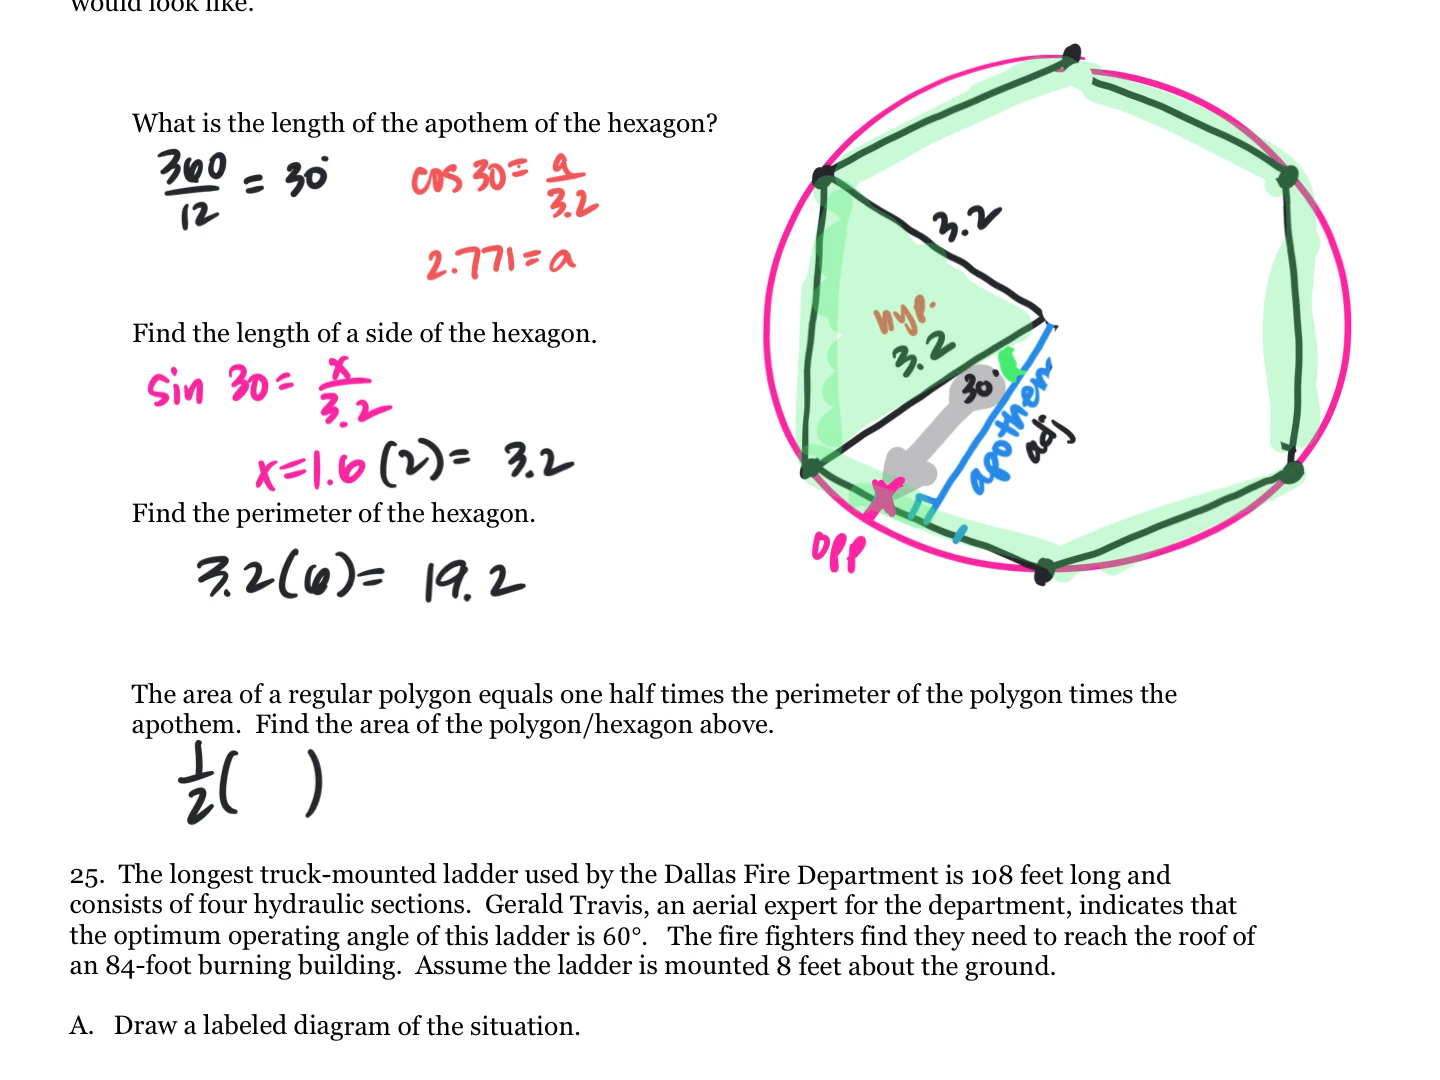 would look like.
What is the length of the apothem of the hexagon?
360/12 = 30°
cos 30 = a/3.2
2.771 = a
Find the length of a side of the hexagon.
sin 30 = x/3.2
x = 1.6 (2) = 3.2
Find the perimeter of the hexagon.
3.2(6) = 19.2
3.2
hyp.
3.2
30°
apothem
adj
x
opp
The area of a regular polygon equals one half times the perimeter of the polygon times the
apothem. Find the area of the polygon/hexagon above.
1/2 ( )
25. The longest truck-mounted ladder used by the Dallas Fire Department is 108 feet long and
consists of four hydraulic sections. Gerald Travis, an aerial expert for the department, indicates that
the optimum operating angle of this ladder is 60°. The fire fighters find they need to reach the roof of
an 84-foot burning building. Assume the ladder is mounted 8 feet about the ground.
A. Draw a labeled diagram of the situation.